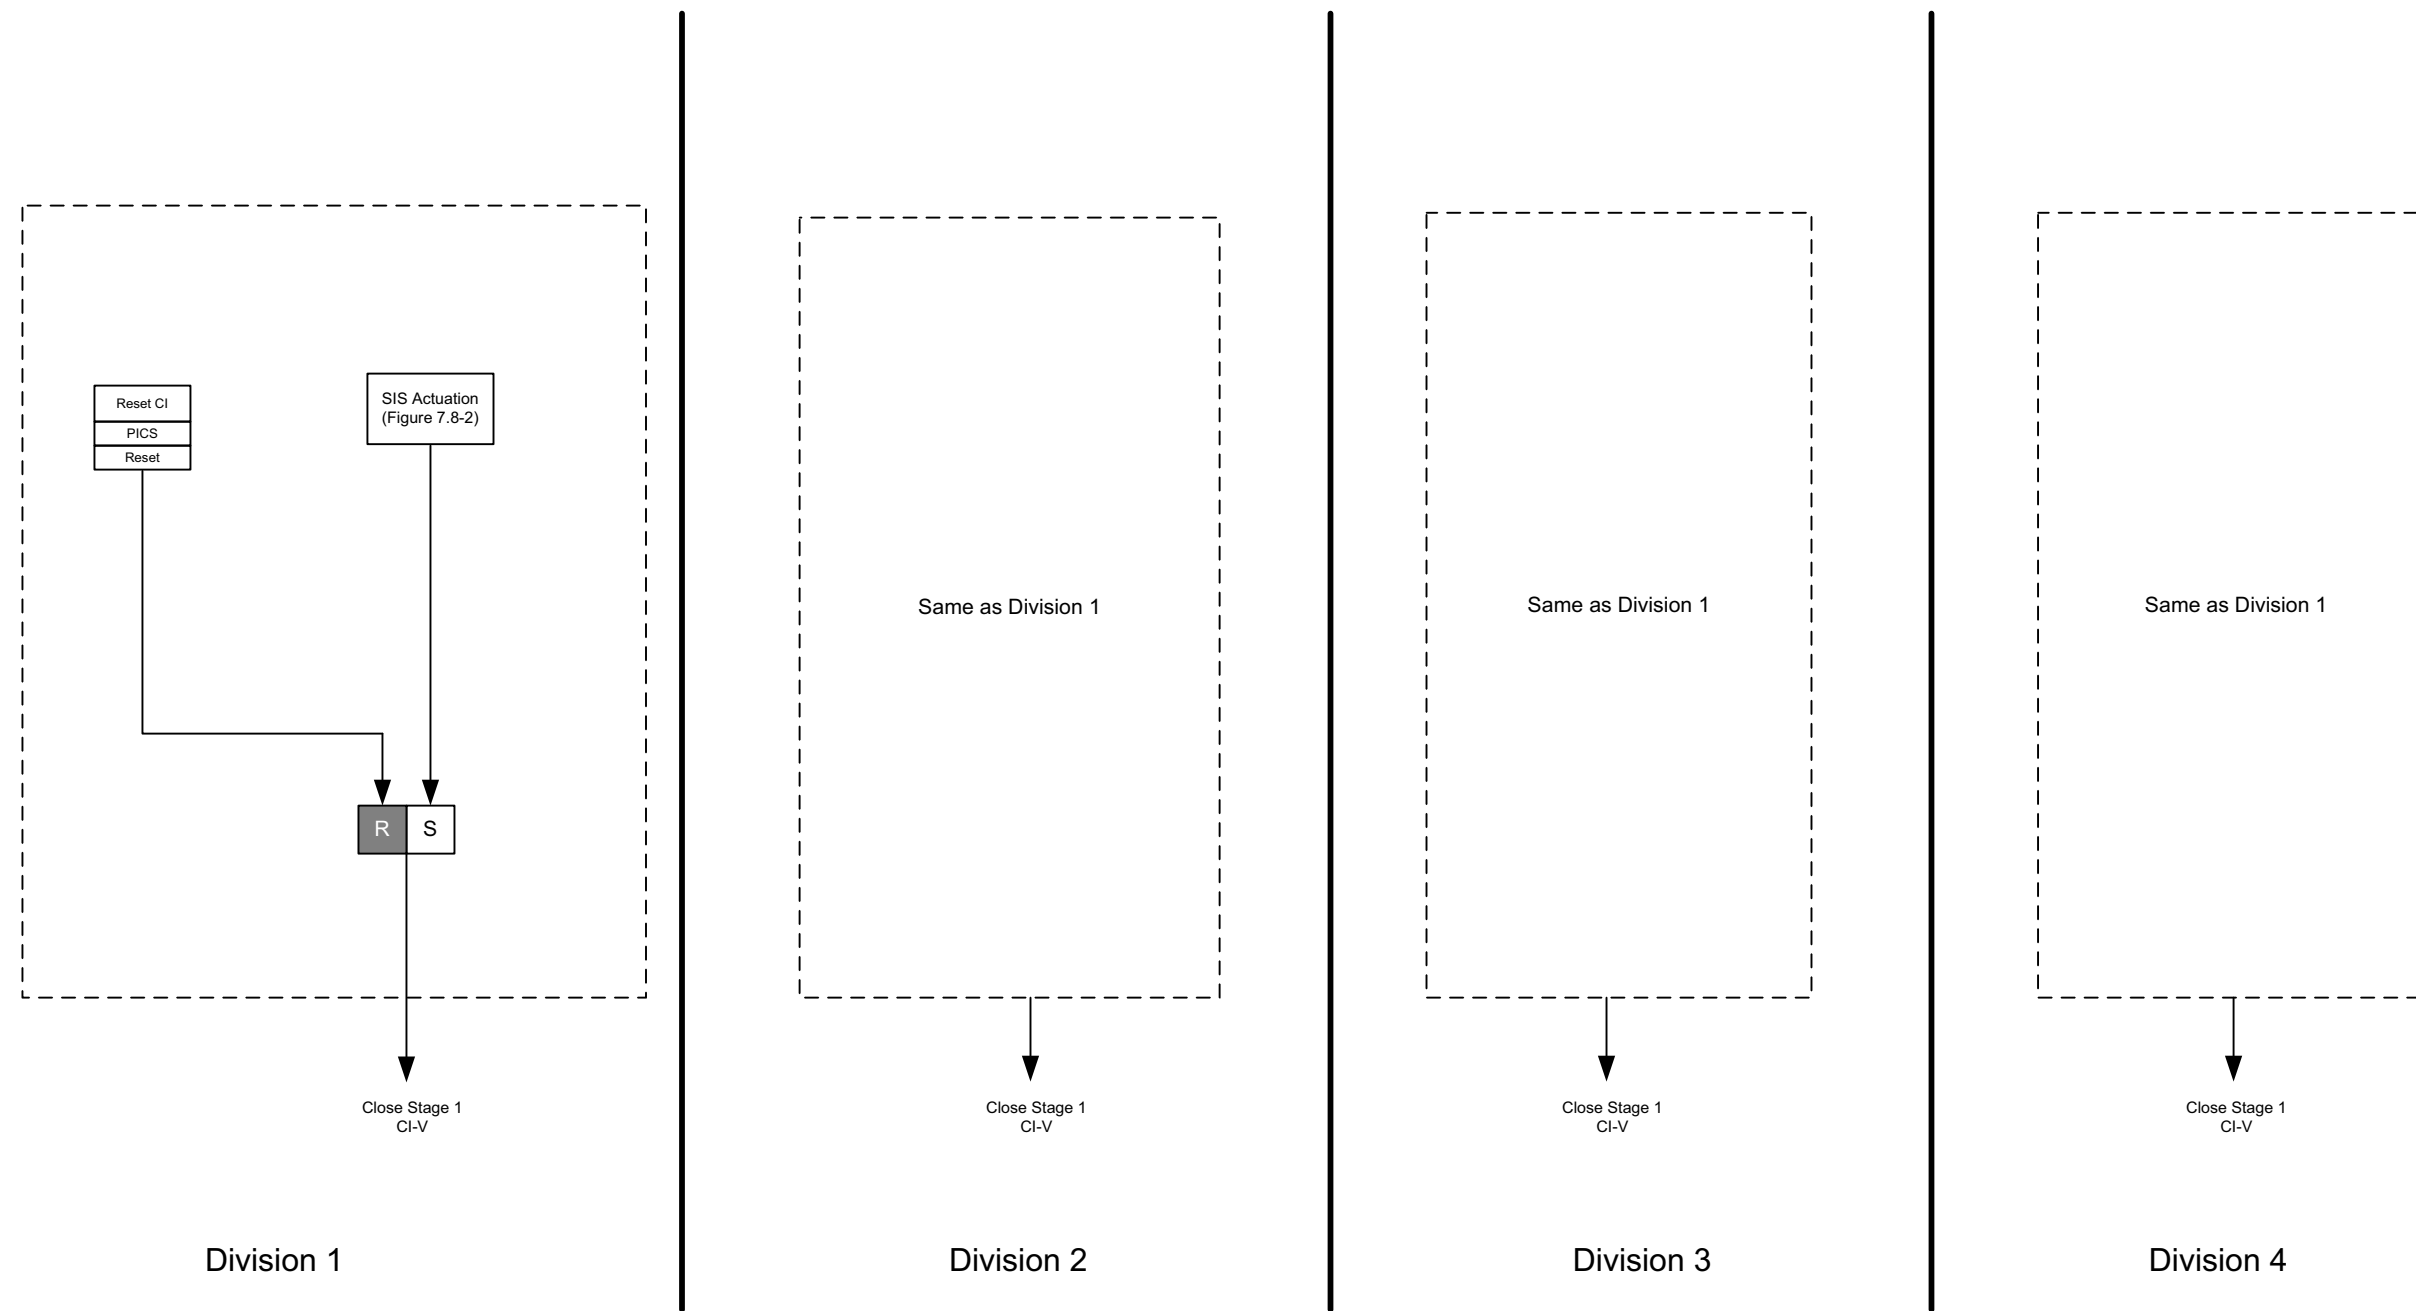 Reset CI
PICS
Reset
SIS Actuation
(Figure 7.8-2)
R
S
Close Stage 1
CI-V
Division 1
Same as Division 1
Close Stage 1
CI-V
Division 2
Same as Division 1
Close Stage 1
CI-V
Division 3
Same as Division 1
Close Stage 1
CI-V
Division 4